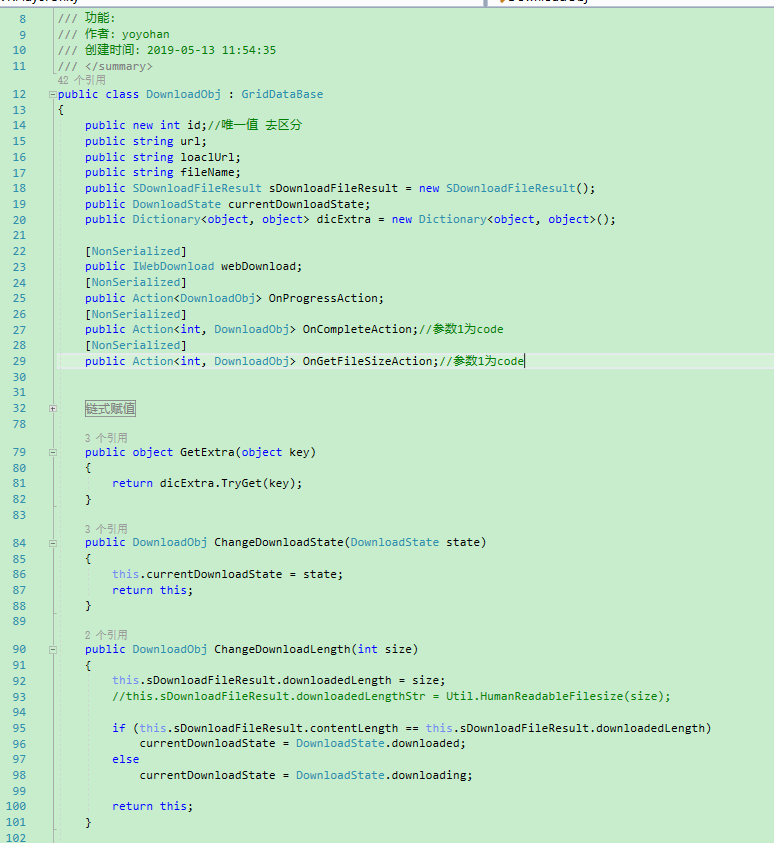 8 /// 功能:
9 /// 作者: yoyohan
10 /// 创建时间: 2019-05-13 11:54:35
11 /// </summary>
42 个引用
12 public class DownloadObj : GridDataBase
13 {
14 public new int id;//唯一值 去区分
15 public string url;
16 public string loaclUrl;
17 public string fileName;
18 public SDownloadFileResult sDownloadFileResult = new SDownloadFileResult();
19 public DownloadState currentDownloadState;
20 public Dictionary<object, object> dicExtra = new Dictionary<object, object>();
21
22 [NonSerialized]
23 public IWebDownload webDownload;
24 [NonSerialized]
25 public Action<DownloadObj> OnProgressAction;
26 [NonSerialized]
27 public Action<int, DownloadObj> OnCompleteAction;//参数1为code
28 [NonSerialized]
29 public Action<int, DownloadObj> OnGetFileSizeAction;//参数1为code
30
31
32 链式赋值
78
3 个引用
79 public object GetExtra(object key)
80 {
81 return dicExtra.TryGet(key);
82 }
83
3 个引用
84 public DownloadObj ChangeDownloadState(DownloadState state)
85 {
86 this.currentDownloadState = state;
87 return this;
88 }
89
2 个引用
90 public DownloadObj ChangeDownloadLength(int size)
91 {
92 this.sDownloadFileResult.downloadedLength = size;
93 //this.sDownloadFileResult.downloadedLengthStr = Util.HumanReadableFilesize(size);
94
95 if (this.sDownloadFileResult.contentLength == this.sDownloadFileResult.downloadedLength)
96 currentDownloadState = DownloadState.downloaded;
97 else
98 currentDownloadState = DownloadState.downloading;
99
100 return this;
101 }
102